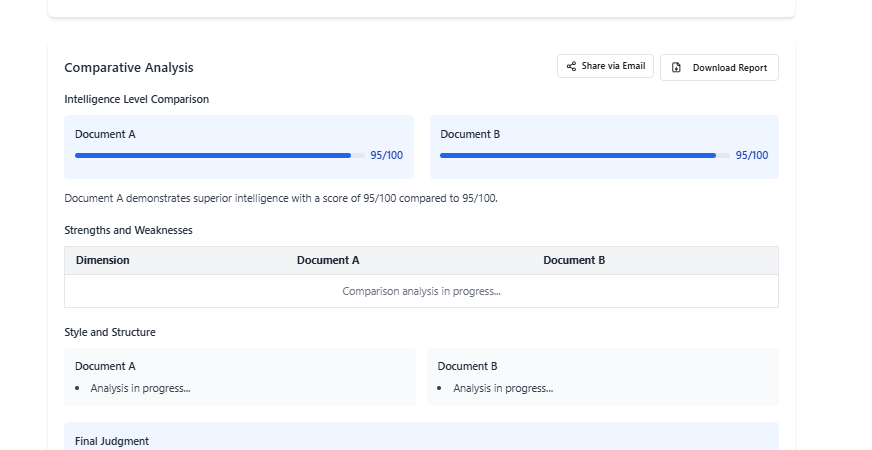 Comparative Analysis
Share via Email
Download Report
Intelligence Level Comparison
Document A
95/100
Document B
95/100
Document A demonstrates superior intelligence with a score of 95/100 compared to 95/100.
Strengths and Weaknesses
Dimension Document A Document B
Comparison analysis in progress...
Style and Structure
Document A
• Analysis in progress...
Document B
• Analysis in progress...
Final Judgment